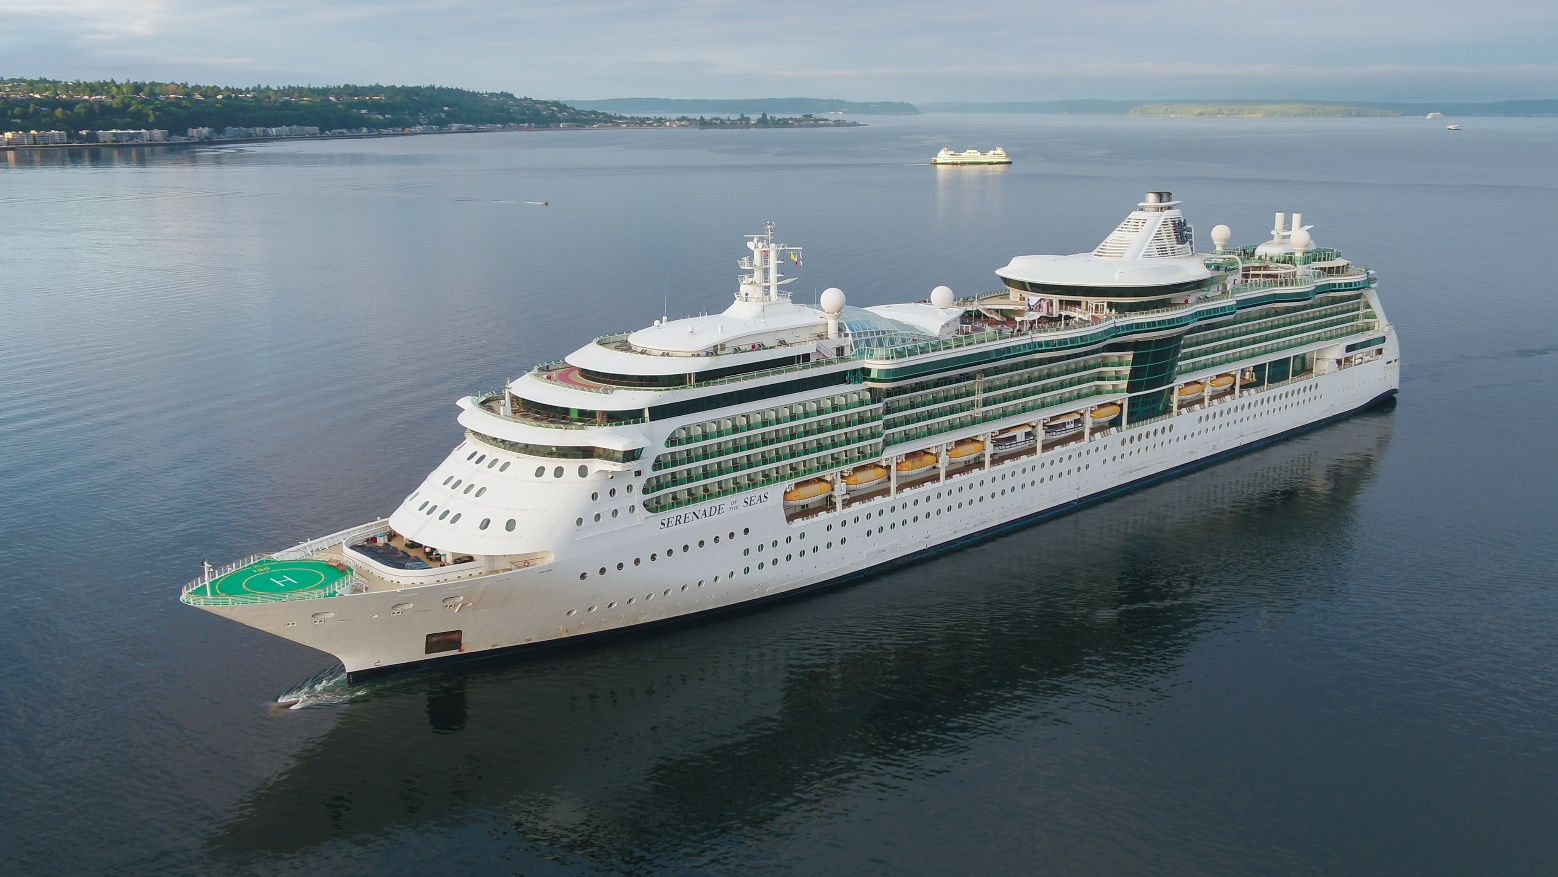 SERENADE OF THE SEAS
H